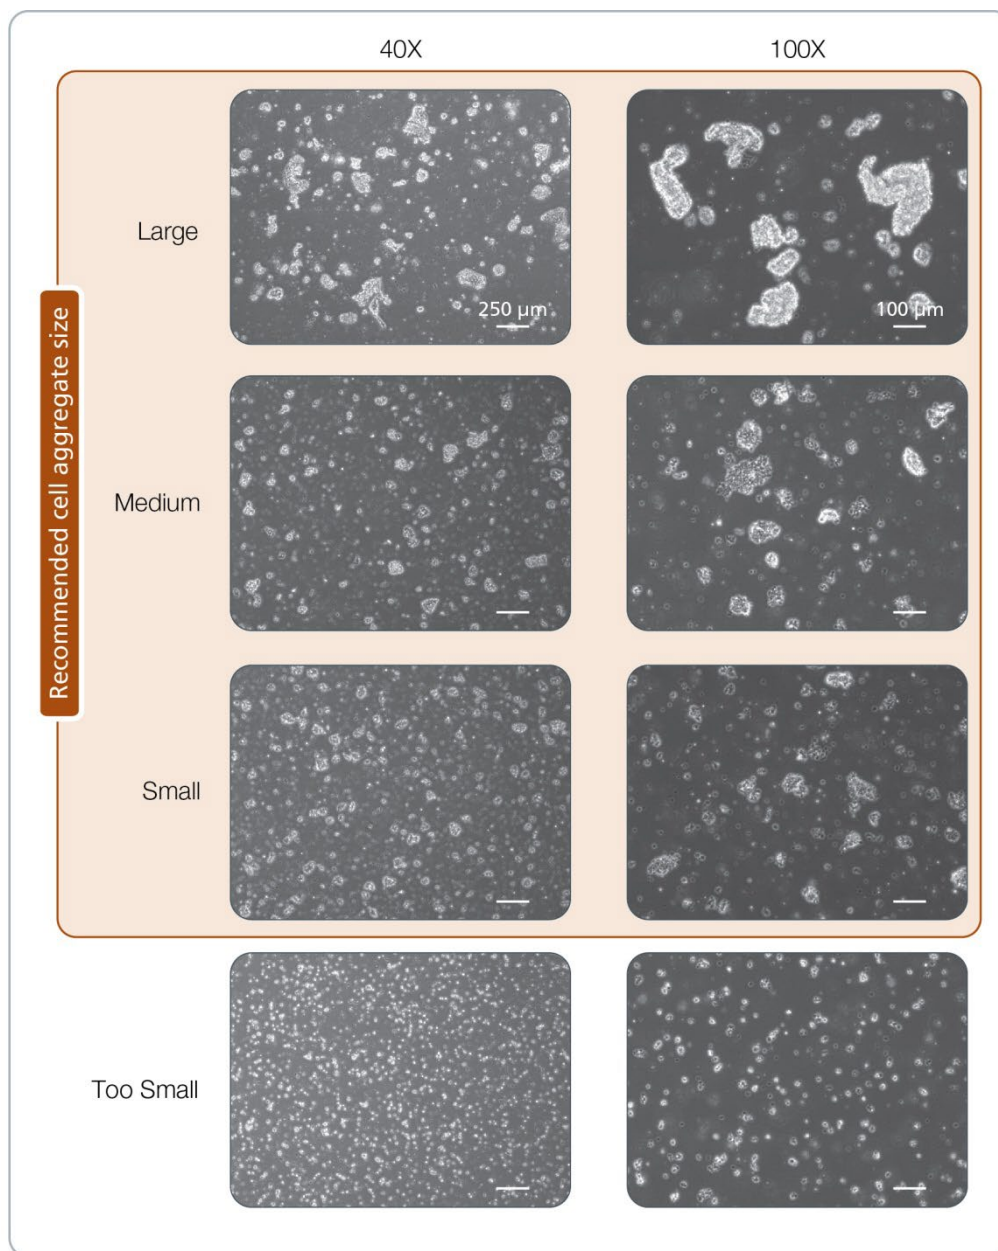 40X
100X
Recommended cell aggregate size
Large
250 µm
100 µm
Medium
Small
Too Small